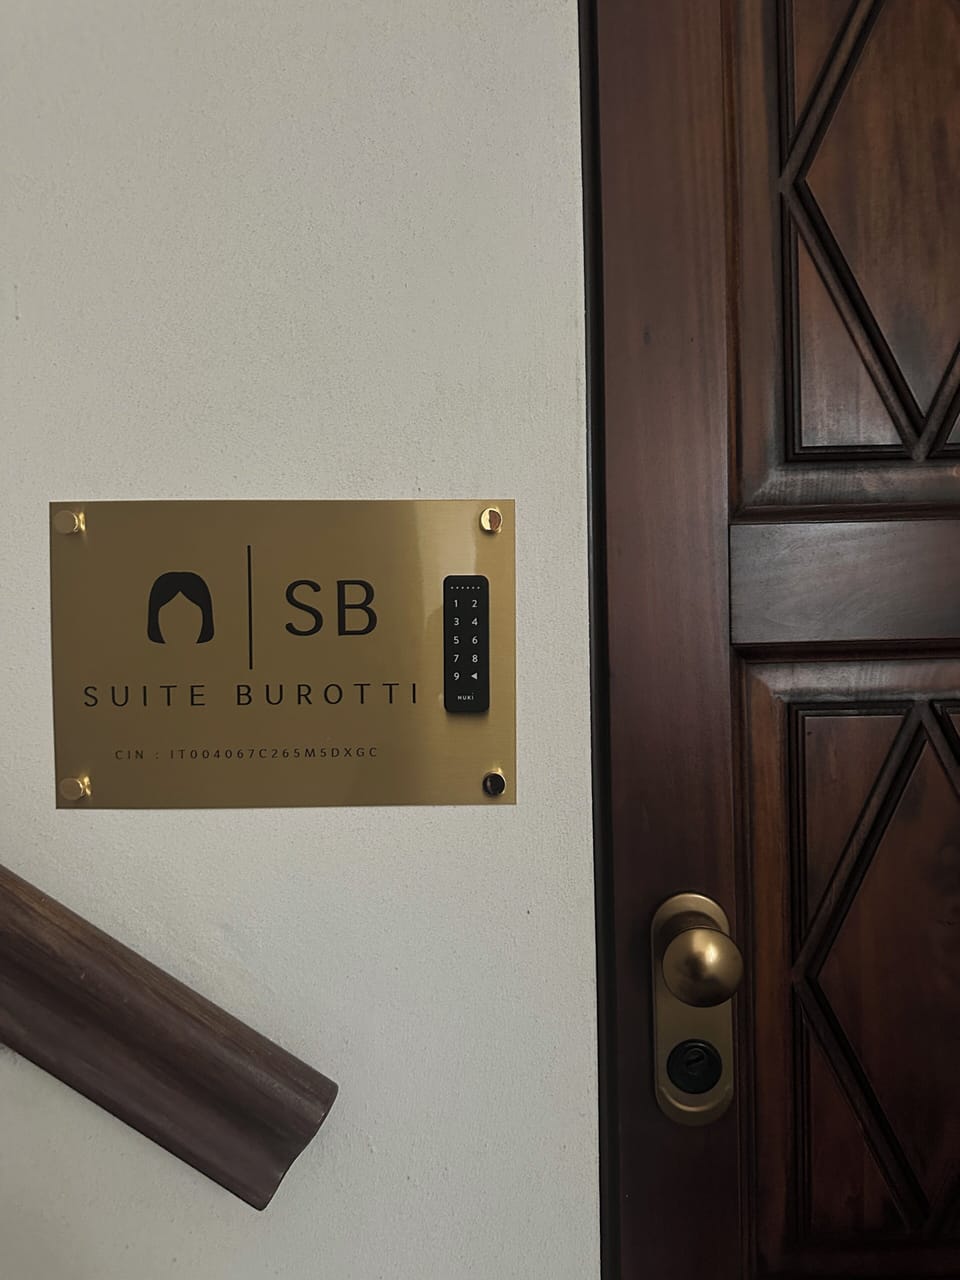 SB
SUITE BUROTTI
CIN : IT004067C265M5DXGC
1 2
3 4
5 6
7 8
9
NUKI